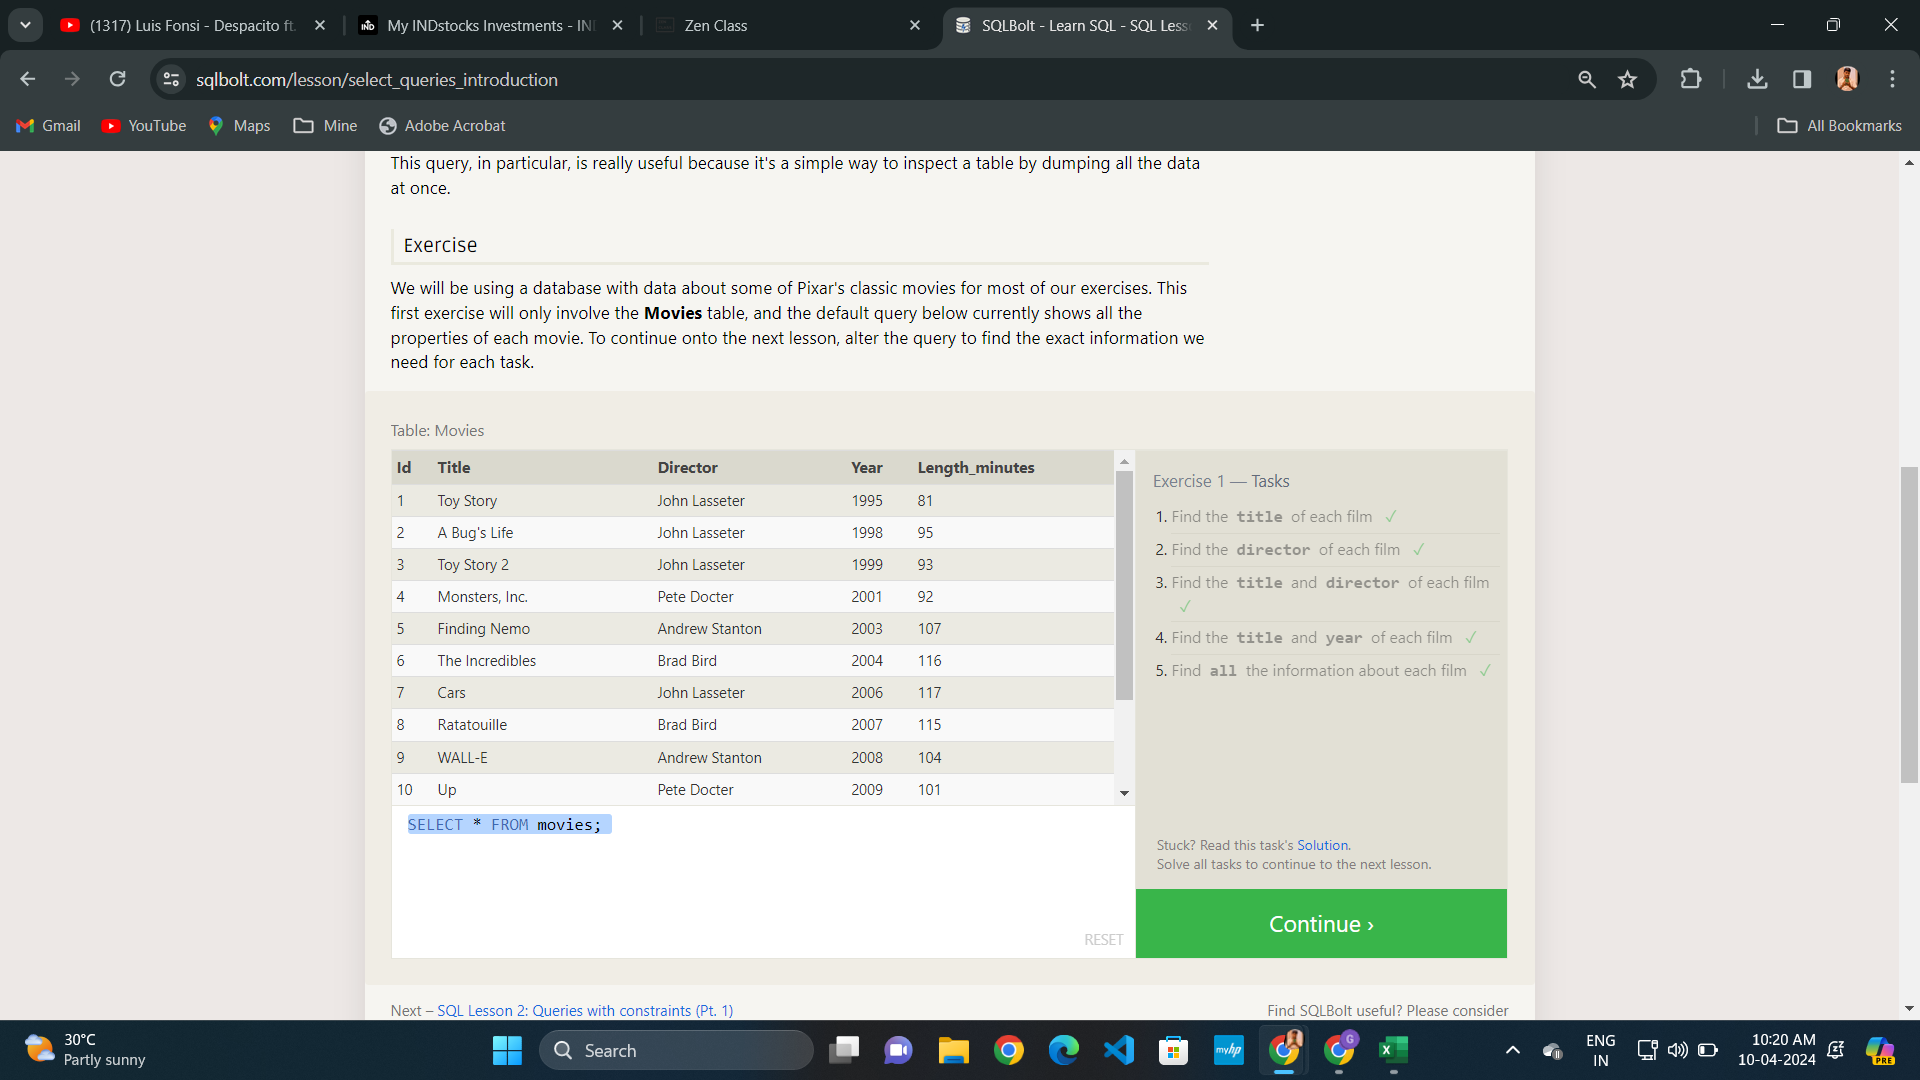 (1317) Luis Fonsi - Despacito ft.
My INDstocks Investments - IN
Zen Class
SQLBolt - Learn SQL - SQL Less
sqlbolt.com/lesson/select_queries_introduction
Gmail
YouTube
Maps
Mine
Adobe Acrobat
All Bookmarks
This query, in particular, is really useful because it's a simple way to inspect a table by dumping all the data
at once.
Exercise
We will be using a database with data about some of Pixar's classic movies for most of our exercises. This
first exercise will only involve the Movies table, and the default query below currently shows all the
properties of each movie. To continue onto the next lesson, alter the query to find the exact information we
need for each task.
Table: Movies
Id Title Director Year Length_minutes
1 Toy Story John Lasseter 1995 81
2 A Bug's Life John Lasseter 1998 95
3 Toy Story 2 John Lasseter 1999 93
4 Monsters, Inc. Pete Docter 2001 92
5 Finding Nemo Andrew Stanton 2003 107
6 The Incredibles Brad Bird 2004 116
7 Cars John Lasseter 2006 117
8 Ratatouille Brad Bird 2007 115
9 WALL-E Andrew Stanton 2008 104
10 Up Pete Docter 2009 101
SELECT * FROM movies;
RESET
Exercise 1 — Tasks
1. Find the title of each film ✓
2. Find the director of each film ✓
3. Find the title and director of each film
✓
4. Find the title and year of each film ✓
5. Find all the information about each film ✓
Stuck? Read this task's Solution.
Solve all tasks to continue to the next lesson.
Continue ›
Next – SQL Lesson 2: Queries with constraints (Pt. 1)
Find SQLBolt useful? Please consider
30°C
Partly sunny
Search
myhp
G
ENG
IN
10:20 AM
10-04-2024
PRE